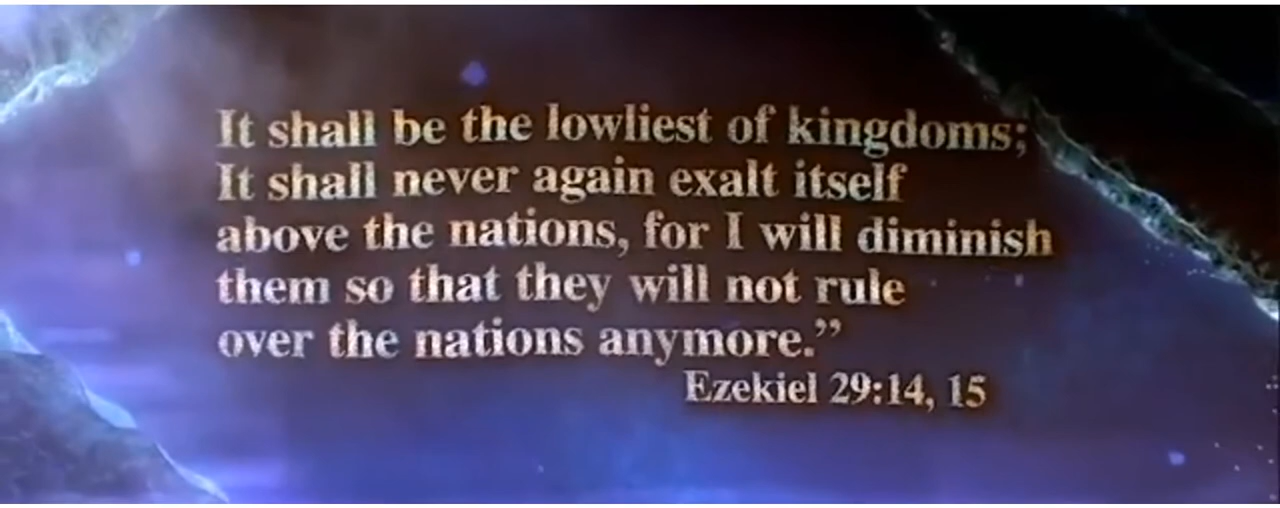 It shall be the lowliest of kingdoms;
It shall never again exalt itself
above the nations, for I will diminish
them so that they will not rule
over the nations anymore.”
Ezekiel 29:14, 15